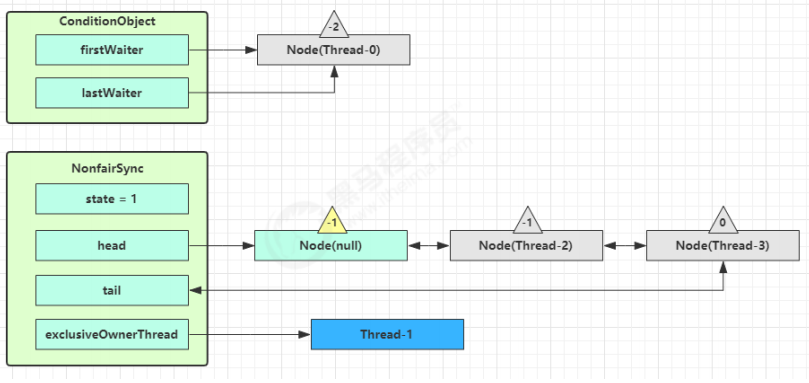 ConditionObject
-2
firstWaiter
Node(Thread-0)
lastWaiter
NonfairSync
state = 1
-1
-1
0
head
Node(null)
Node(Thread-2)
Node(Thread-3)
tail
exclusiveOwnerThread
Thread-1
黑马程序员
www.itheima.com